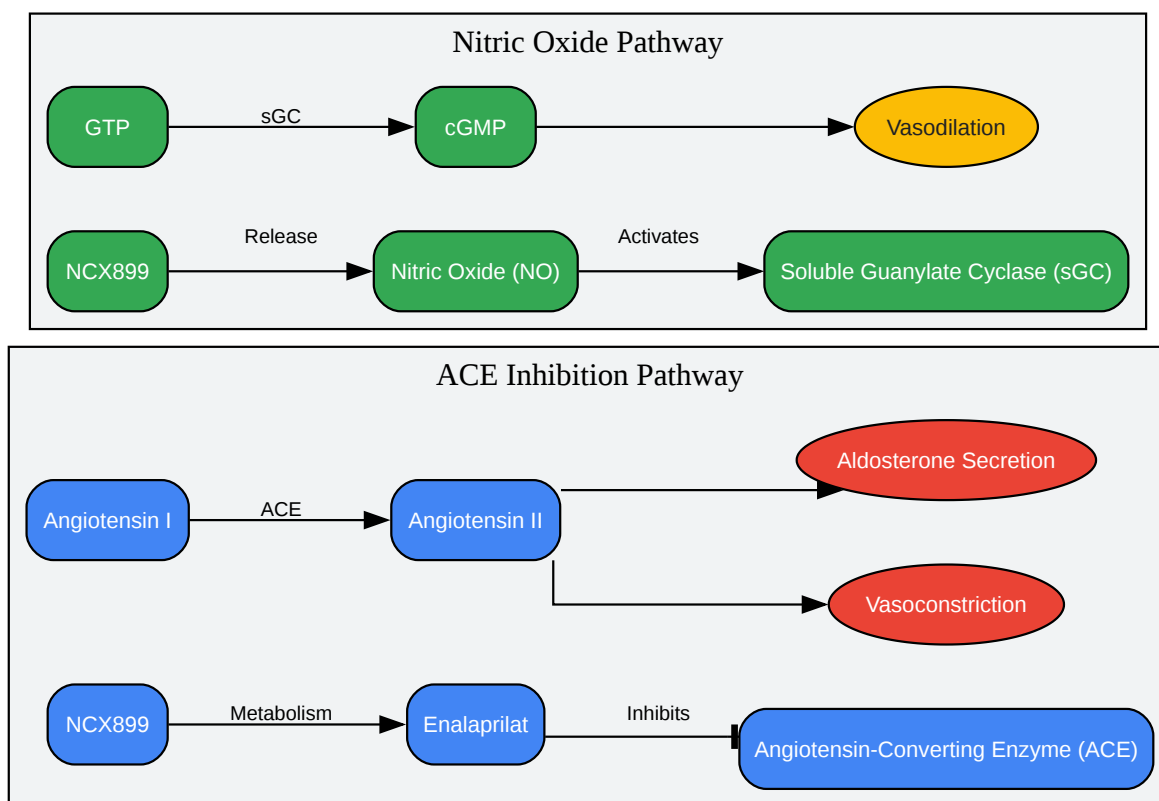 Nitric Oxide Pathway
GTP
sGC
cGMP
Vasodilation
NCX899
Release
Nitric Oxide (NO)
Activates
Soluble Guanylate Cyclase (sGC)
ACE Inhibition Pathway
Aldosterone Secretion
Angiotensin I
ACE
Angiotensin II
Vasoconstriction
NCX899
Metabolism
Enalaprilat
Inhibits
Angiotensin-Converting Enzyme (ACE)